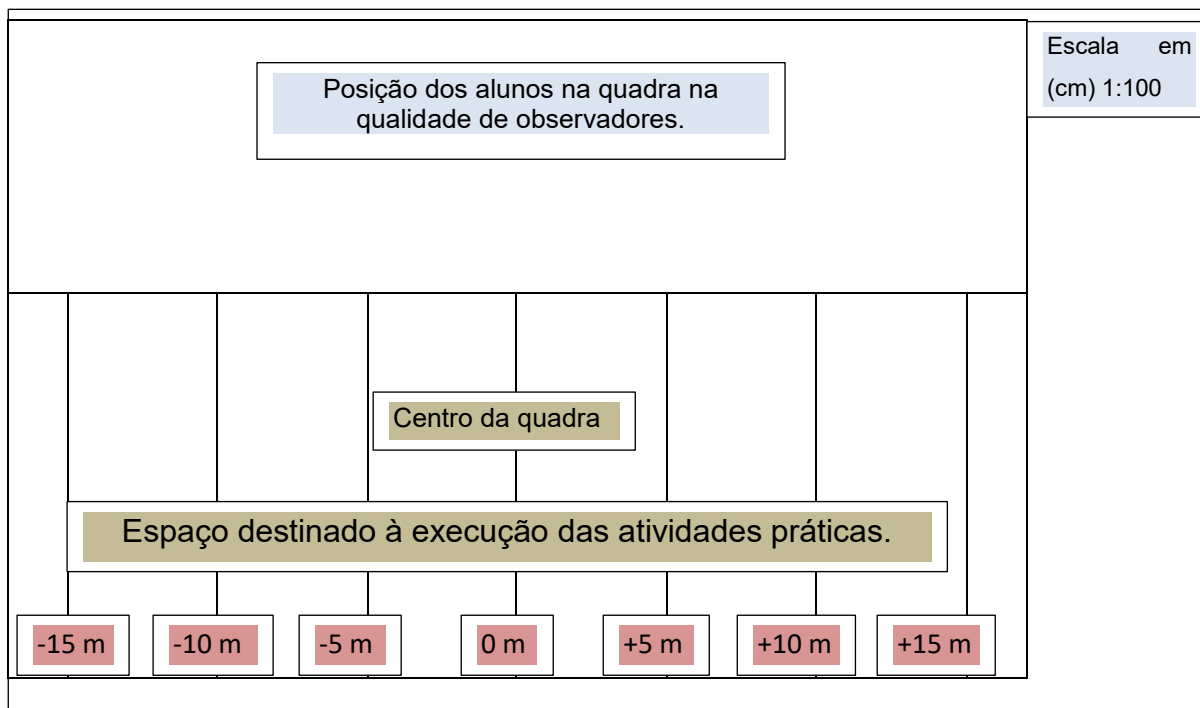 Escala em
(cm) 1:100
Posição dos alunos na quadra na
qualidade de observadores.
Centro da quadra
Espaço destinado à execução das atividades práticas.
-15 m
-10 m
-5 m
0 m
+5 m
+10 m
+15 m